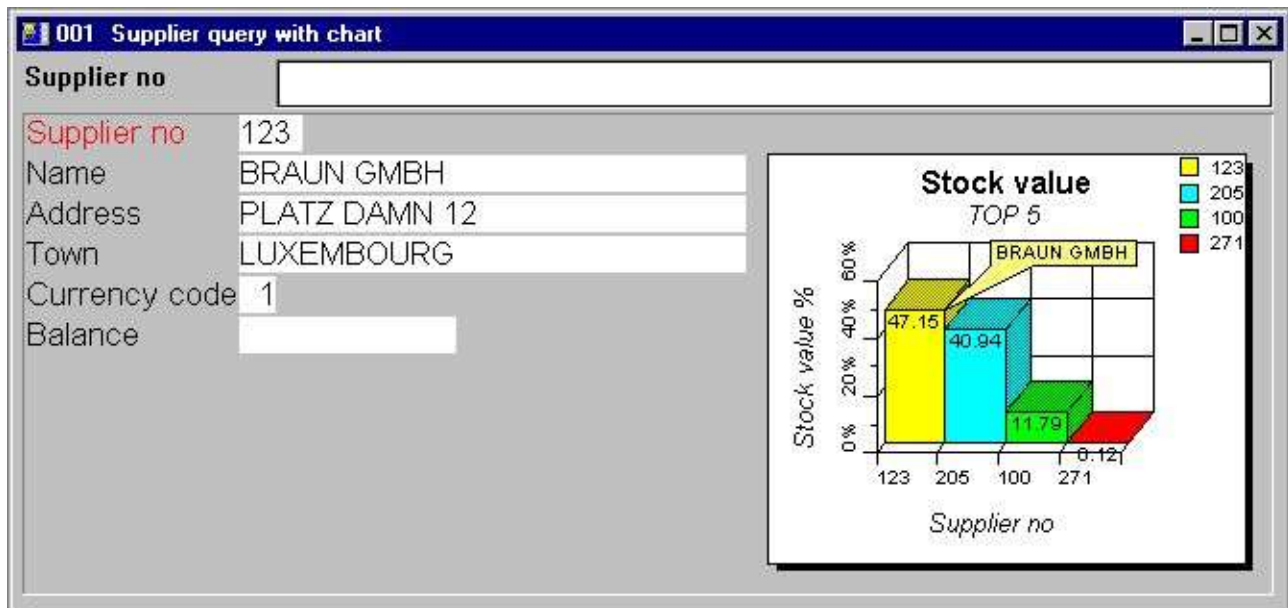 001 Supplier query with chart
Supplier no
Supplier no 123
Name BRAUN GMBH
Address PLATZ DAMN 12
Town LUXEMBOURG
Currency code 1
Balance
Stock value
TOP 5
123
205
100
271
BRAUN GMBH
Stock value %
60%
40%
20%
0%
47.15
40.94
11.79
0.12
123 205 100 271
Supplier no